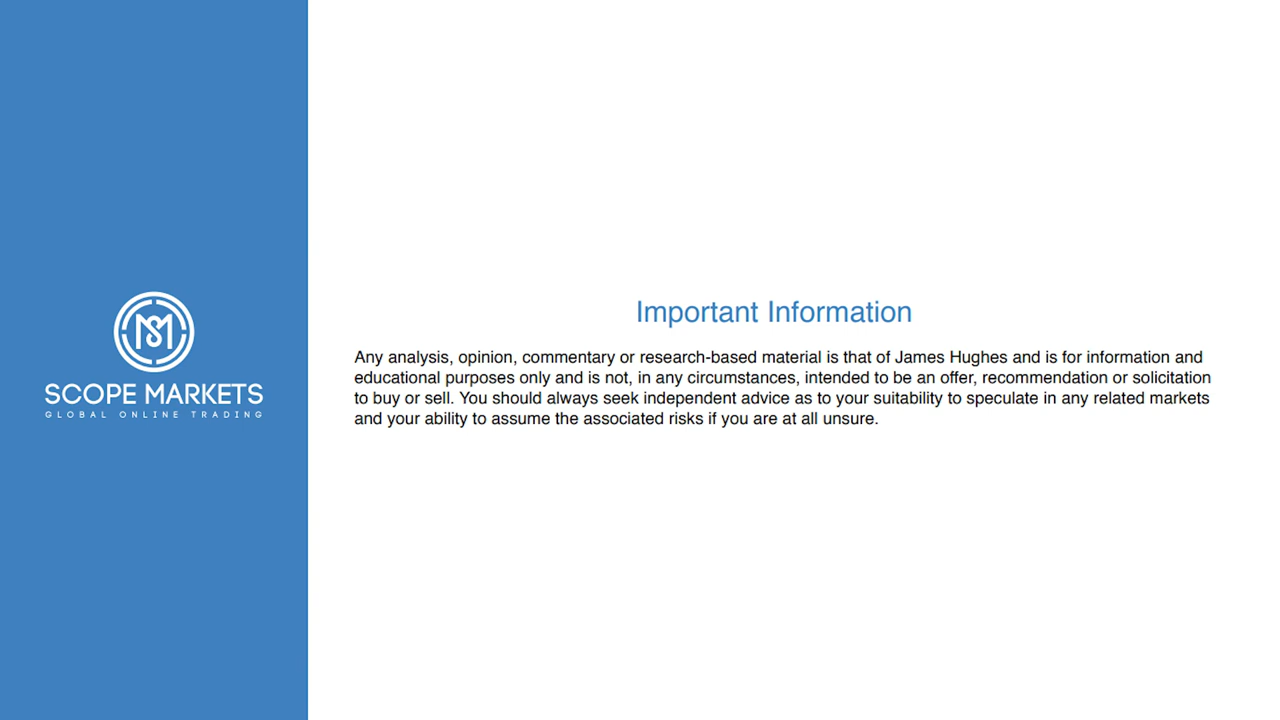 SCOPE MARKETS
GLOBAL ONLINE TRADING
Important Information
Any analysis, opinion, commentary or research-based material is that of James Hughes and is for information and
educational purposes only and is not, in any circumstances, intended to be an offer, recommendation or solicitation
to buy or sell. You should always seek independent advice as to your suitability to speculate in any related markets
and your ability to assume the associated risks if you are at all unsure.